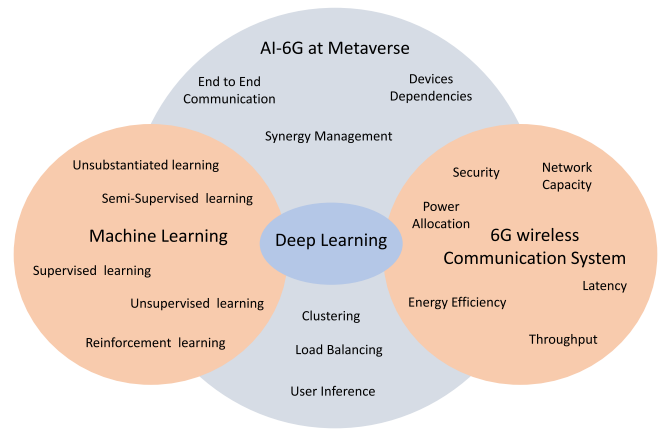 AI-6G at Metaverse
End to End
Communication
Devices
Dependencies
Synergy Management
Unsubstantiated learning
Semi-Supervised learning
Machine Learning
Supervised learning
Unsupervised learning
Reinforcement learning
Deep Learning
Clustering
Load Balancing
User Inference
Security
Network
Capacity
Power
Allocation
6G wireless
Communication System
Latency
Energy Efficiency
Throughput